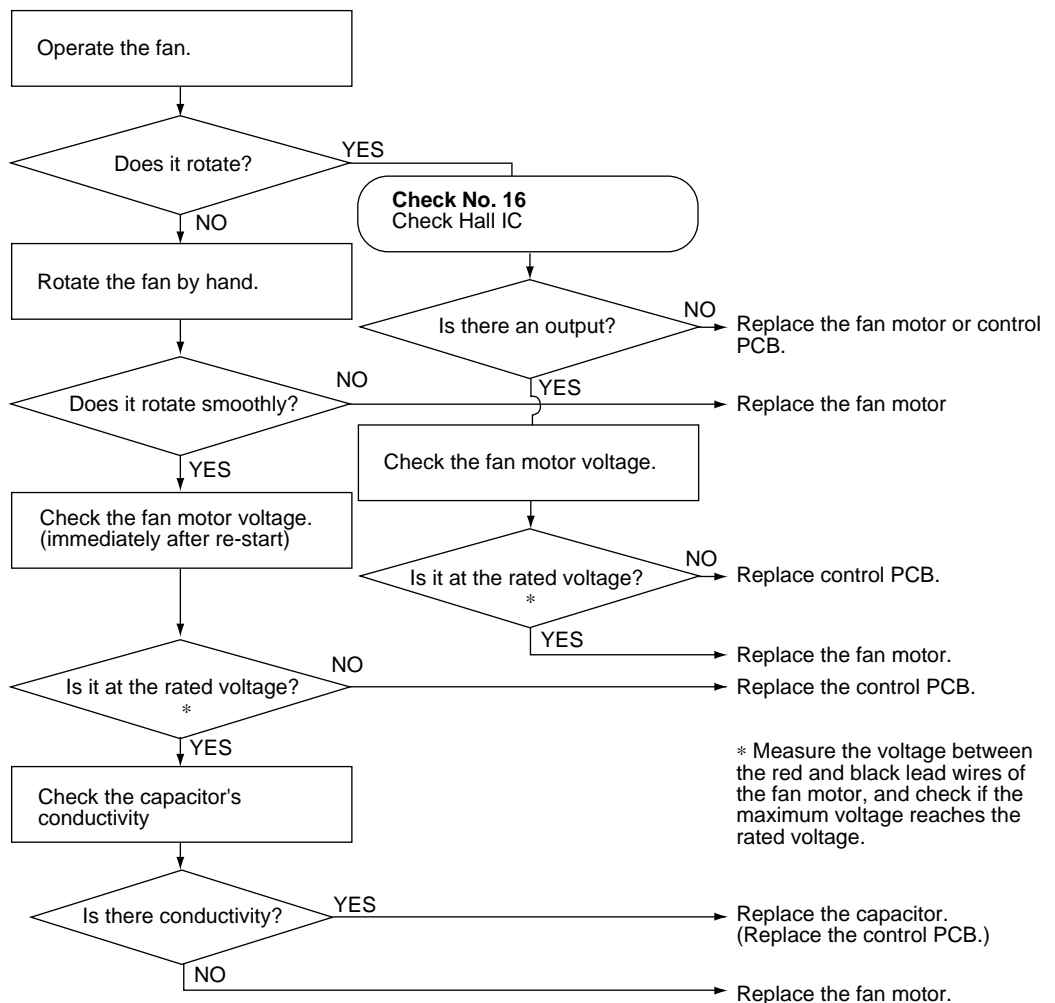 Operate the fan.
Does it rotate?
YES
NO
Check No. 16
Check Hall IC
Rotate the fan by hand.
Is there an output?
NO
Replace the fan motor or control
PCB.
YES
Does it rotate smoothly?
NO
Replace the fan motor
YES
Check the fan motor voltage.
Check the fan motor voltage.
(immediately after re-start)
Is it at the rated voltage?
*
NO
Replace control PCB.
YES
Replace the fan motor.
Is it at the rated voltage?
*
NO
Replace the control PCB.
YES
* Measure the voltage between
the red and black lead wires of
the fan motor, and check if the
maximum voltage reaches the
rated voltage.
Check the capacitor's
conductivity
Is there conductivity?
YES
Replace the capacitor.
(Replace the control PCB.)
NO
Replace the fan motor.